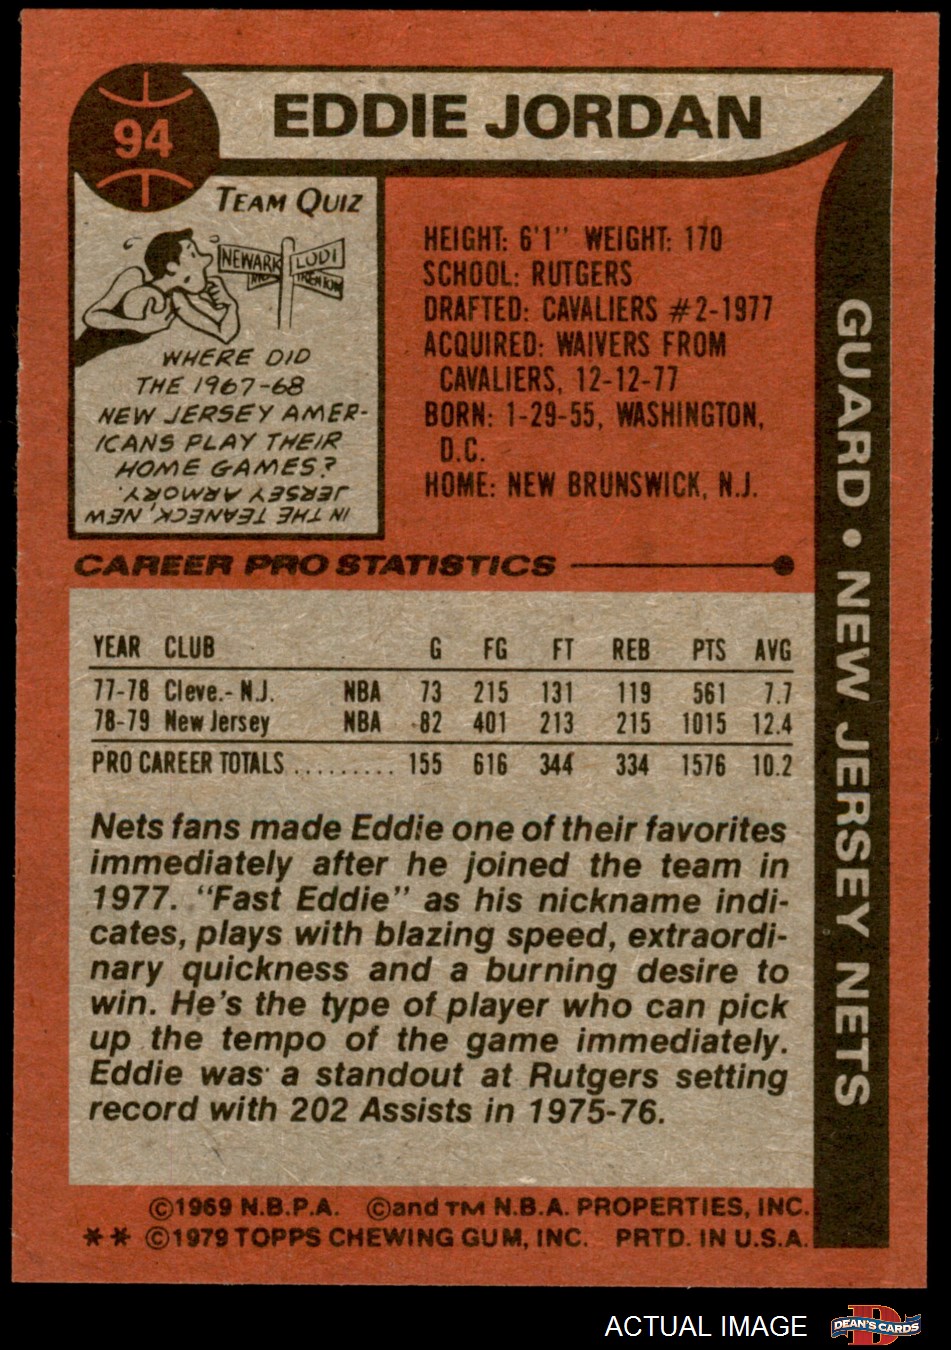 94
EDDIE JORDAN
TEAM QUIZ
NEWARK
LODI
TRENTON
WHERE DID
THE 1967-68
NEW JERSEY AMER-
ICANS PLAY THEIR
HOME GAMES?
IN THE TEANECK, NEW
JERSEY ARMORY.
HEIGHT: 6'1" WEIGHT: 170
SCHOOL: RUTGERS
DRAFTED: CAVALIERS #2-1977
ACQUIRED: WAIVERS FROM
CAVALIERS, 12-12-77
BORN: 1-29-55, WASHINGTON,
D.C.
HOME: NEW BRUNSWICK, N.J.
GUARD • NEW JERSEY NETS
CAREER PRO STATISTICS
YEAR CLUB G FG FT REB PTS AVG
77-78 Cleve.- N.J. NBA 73 215 131 119 561 7.7
78-79 New Jersey NBA 82 401 213 215 1015 12.4
PRO CAREER TOTALS .......... 155 616 344 334 1576 10.2
Nets fans made Eddie one of their favorites
immediately after he joined the team in
1977. "Fast Eddie" as his nickname indi-
cates, plays with blazing speed, extraordi-
nary quickness and a burning desire to
win. He's the type of player who can pick
up the tempo of the game immediately.
Eddie was a standout at Rutgers setting
record with 202 Assists in 1975-76.
©1969 N.B.P.A. ©and TM N.B.A. PROPERTIES, INC.
** ©1979 TOPPS CHEWING GUM, INC. PRTD. IN U.S.A.
ACTUAL IMAGE
D
DEAN'S CARDS